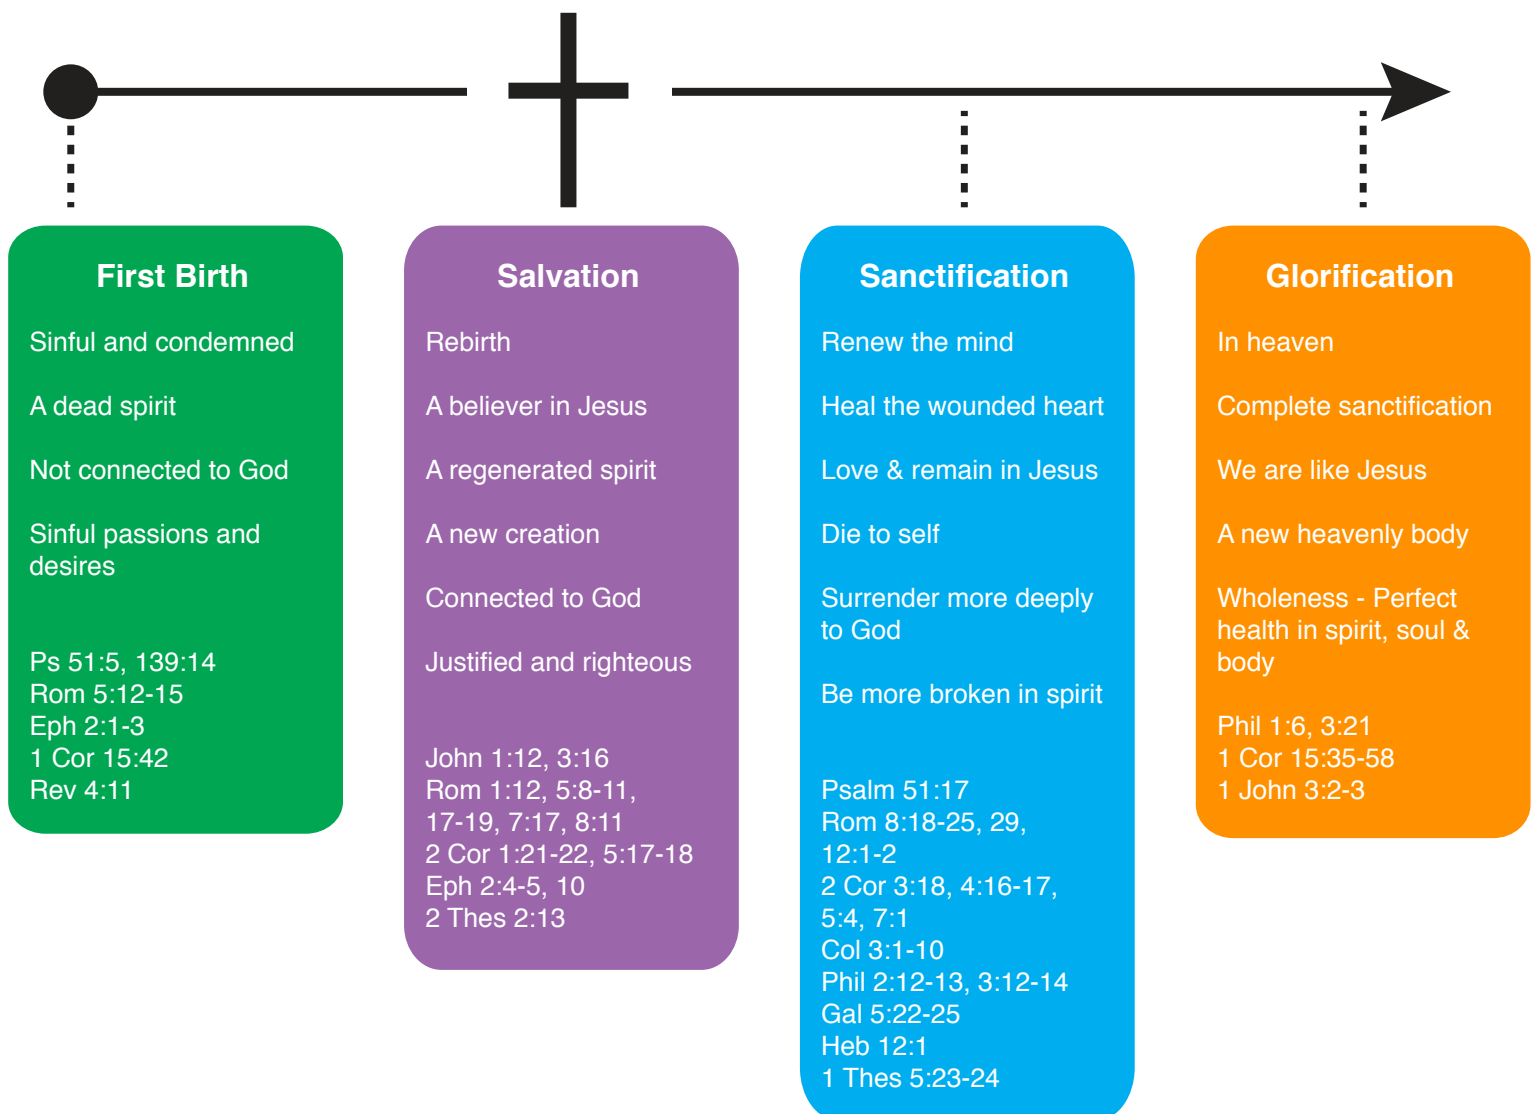 First Birth
Sinful and condemned
A dead spirit
Not connected to God
Sinful passions and
desires
Ps 51:5, 139:14
Rom 5:12-15
Eph 2:1-3
1 Cor 15:42
Rev 4:11
Salvation
Rebirth
A believer in Jesus
A regenerated spirit
A new creation
Connected to God
Justified and righteous
John 1:12, 3:16
Rom 1:12, 5:8-11,
17-19, 7:17, 8:11
2 Cor 1:21-22, 5:17-18
Eph 2:4-5, 10
2 Thes 2:13
Sanctification
Renew the mind
Heal the wounded heart
Love & remain in Jesus
Die to self
Surrender more deeply
to God
Be more broken in spirit
Psalm 51:17
Rom 8:18-25, 29,
12:1-2
2 Cor 3:18, 4:16-17,
5:4, 7:1
Col 3:1-10
Phil 2:12-13, 3:12-14
Gal 5:22-25
Heb 12:1
1 Thes 5:23-24
Glorification
In heaven
Complete sanctification
We are like Jesus
A new heavenly body
Wholeness - Perfect
health in spirit, soul &
body
Phil 1:6, 3:21
1 Cor 15:35-58
1 John 3:2-3